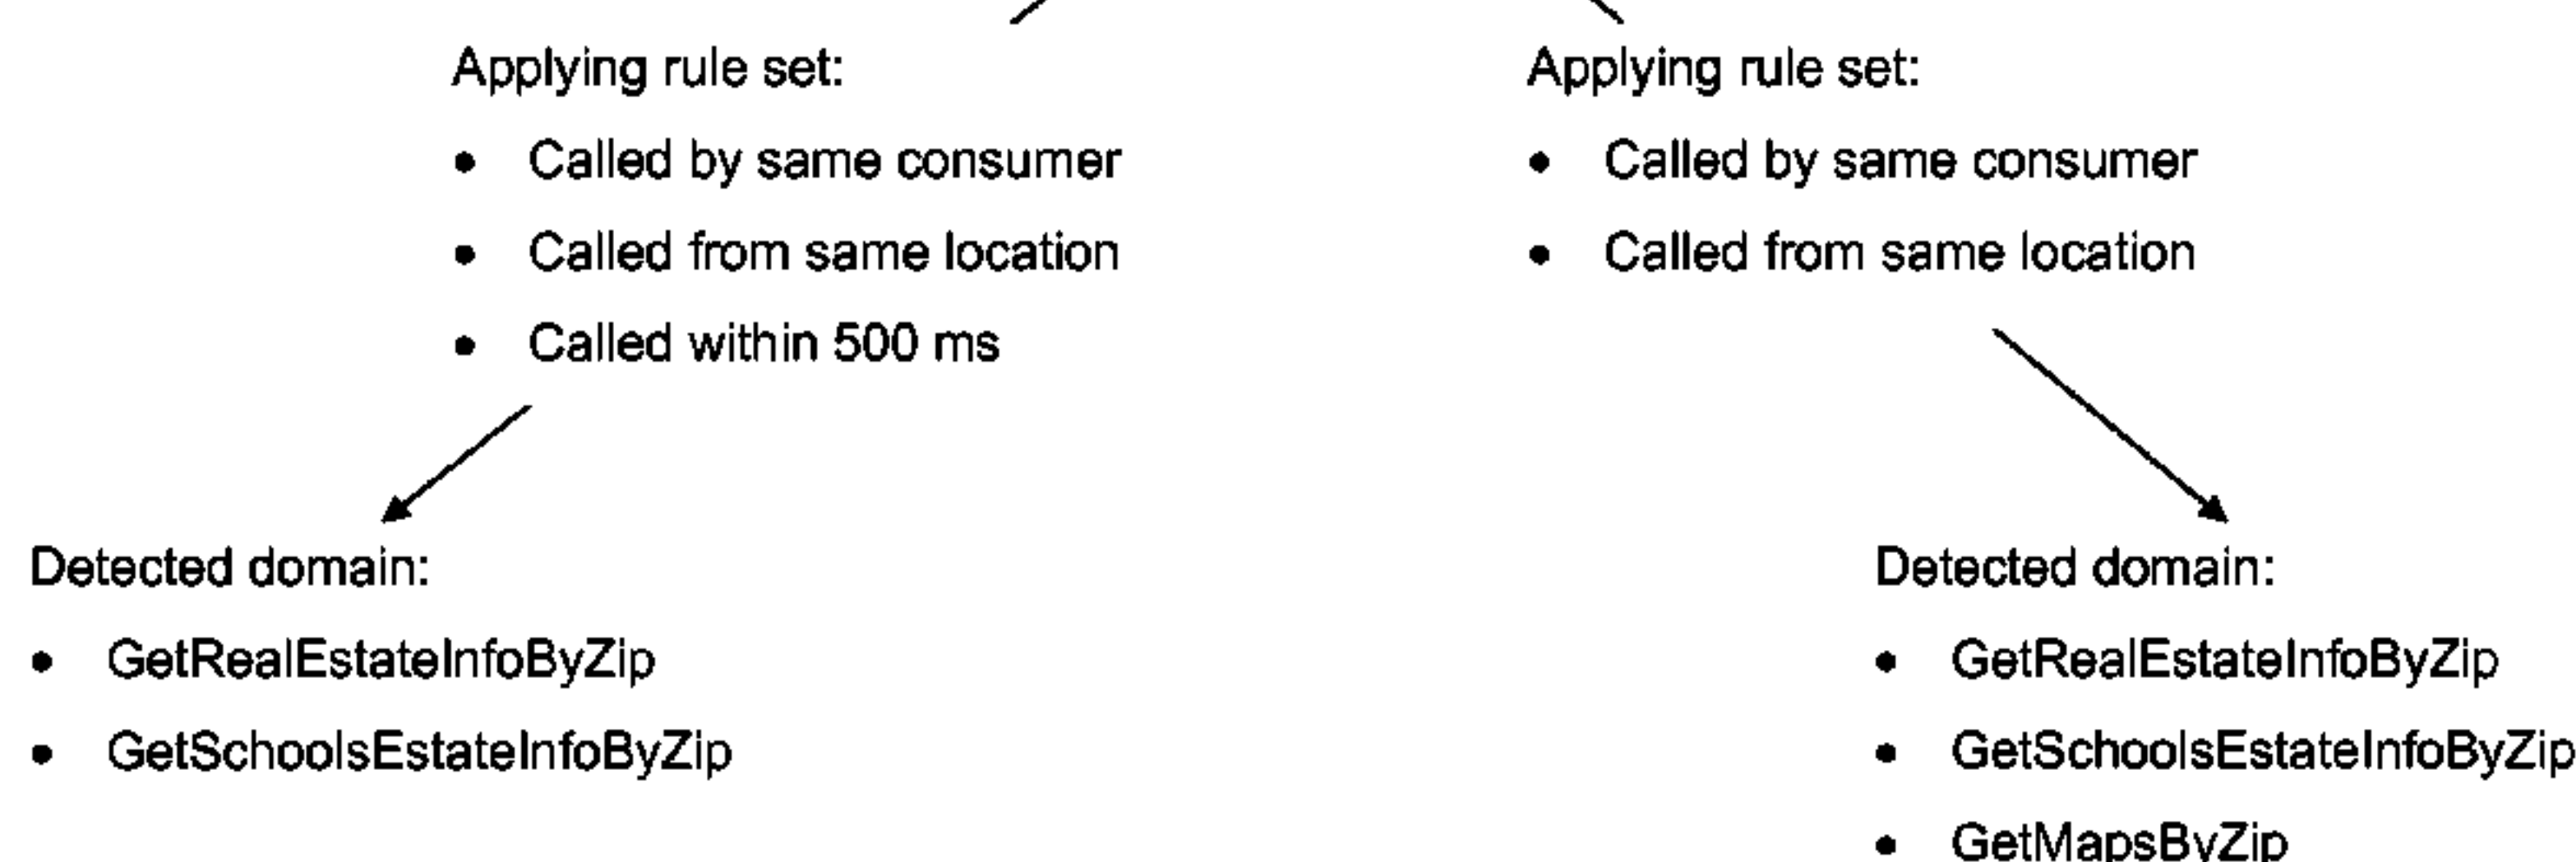 Applying rule set:
• Called by same consumer
• Called from same location
• Called within 500 ms
Applying rule set:
• Called by same consumer
• Called from same location
Detected domain:
• GetRealEstateInfoByZip
• GetSchoolsEstateInfoByZip
Detected domain:
• GetRealEstateInfoByZip
• GetSchoolsEstateInfoByZip
• GetMapsByZip